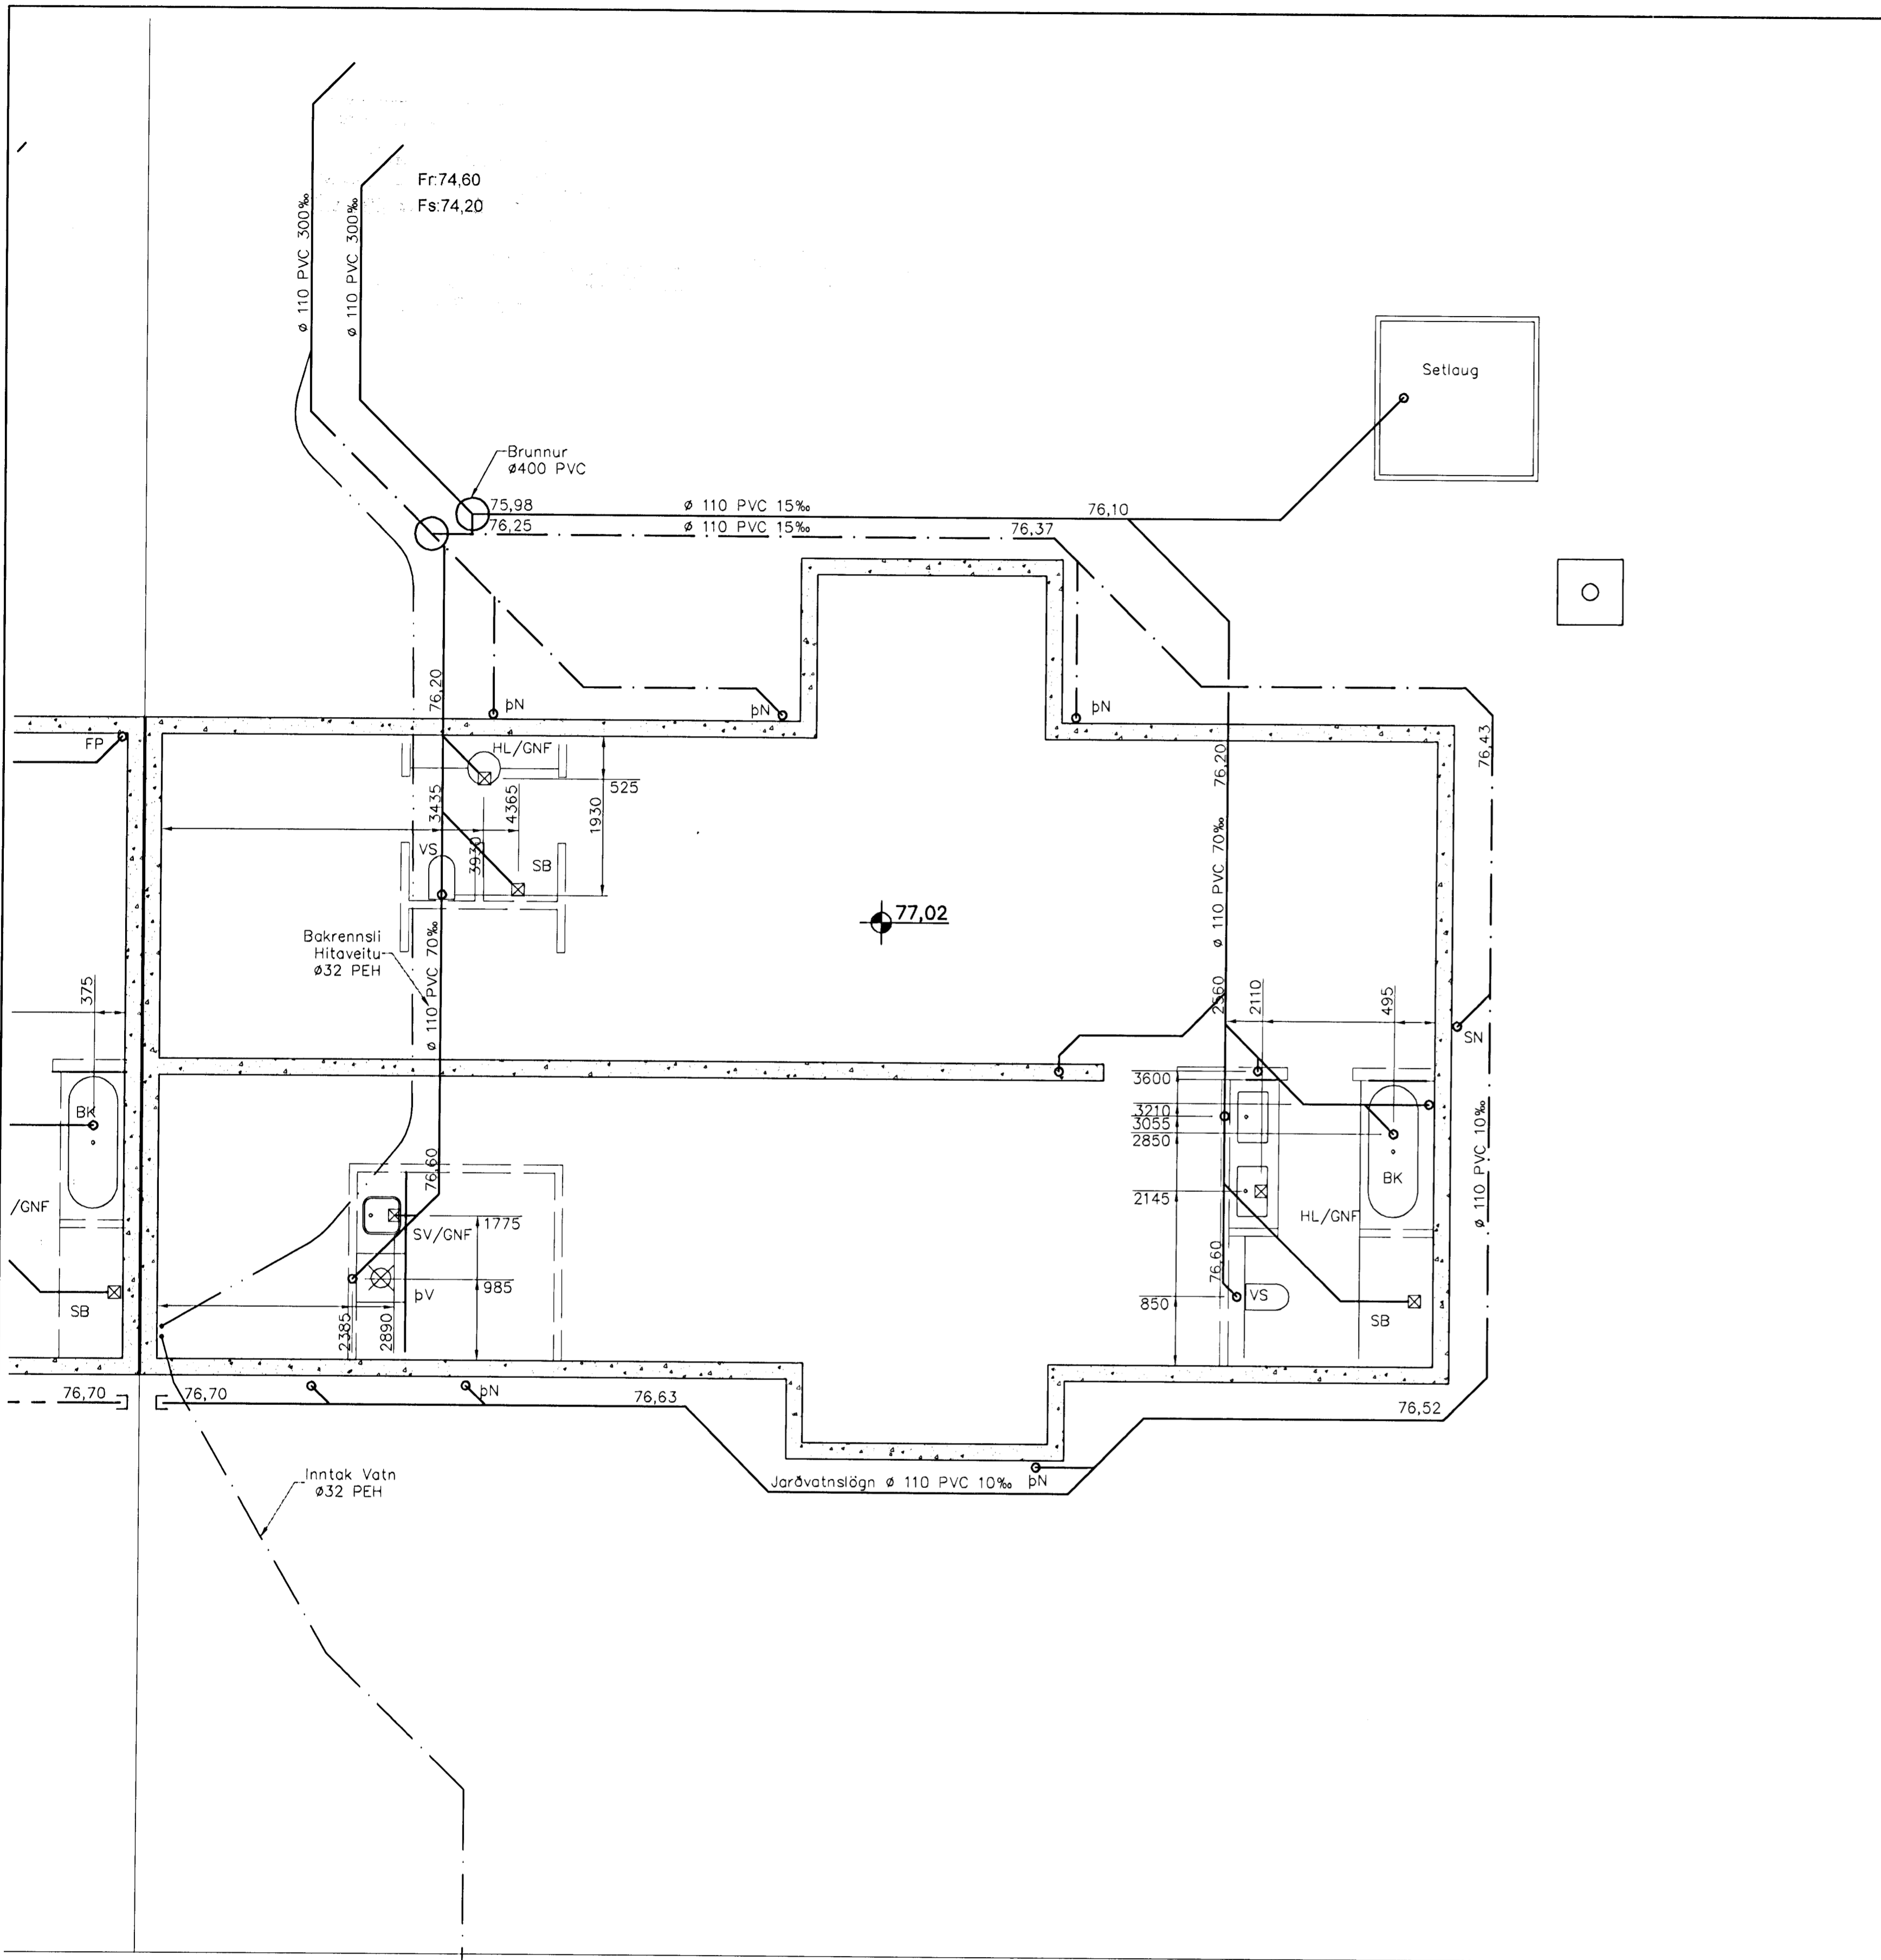 Fr:74,60
Fs:74,20
ø 110 PVC 300‰
ø 110 PVC 300‰
Setlaug
Brunnur
ø400 PVC
75,98
ø 110 PVC 15‰
76,10
76,25
ø 110 PVC 15‰
76,37
76,20
þN
þN
þN
76,43
FP
HL/GNF
76,20
525
3435
4365
1930
3930
VS
SB
ø 110 PVC 70‰
77,02
Bakrennsli
Hitaveitu
ø32 PEH
ø 110 PVC 70‰
375
2560
2110
495
SN
3600
3210
3055
2850
BK
BK
ø 110 PVC 10‰
76,60
2145
/GNF
HL/GNF
1775
SV/GNF
76,60
985
þV
850
VS
SB
SB
2385
2890
76,70
76,70
þN
76,63
76,52
Inntak Vatn
ø32 PEH
Jarðvatnslögn ø 110 PVC 10‰
þN